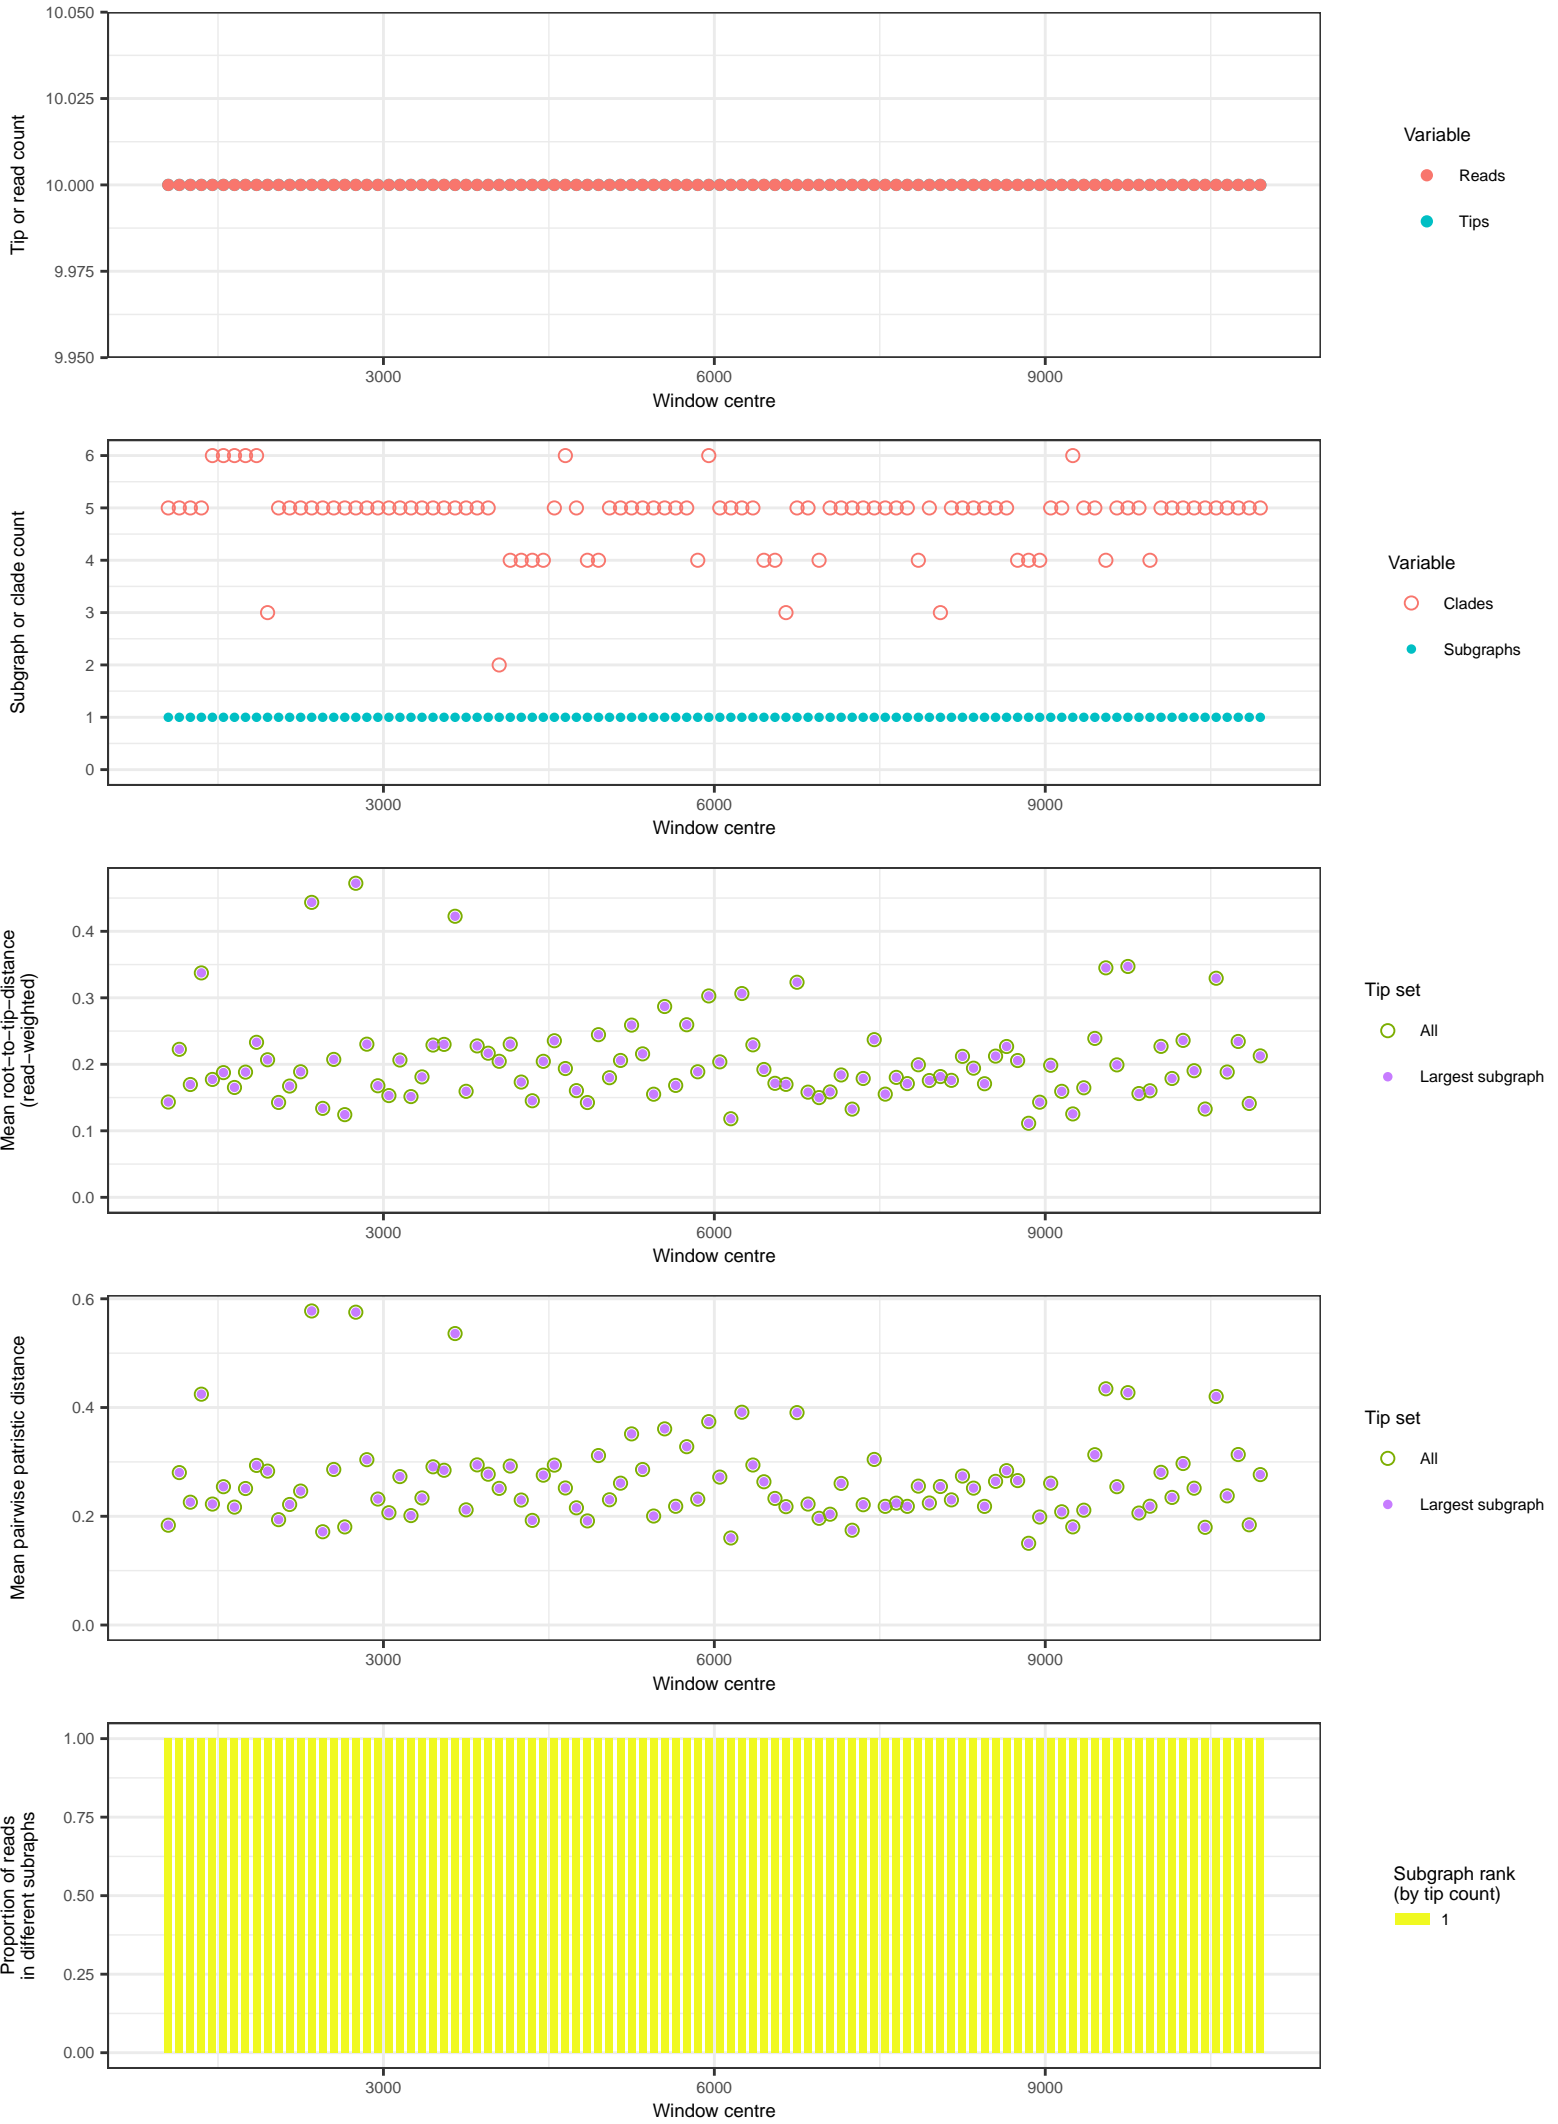 10.050
10.025
10.000
9.975
9.950
Tip or read count
3000 6000 9000
Window centre
Variable
Reads
Tips
6
5
4
3
2
1
0
Subgraph or clade count
3000 6000 9000
Window centre
Variable
Clades
Subgraphs
0.4
0.3
0.2
0.1
0.0
Mean root−to−tip−distance
(read−weighted)
3000 6000 9000
Window centre
Tip set
All
Largest subgraph
0.6
0.4
0.2
0.0
Mean pairwise patristic distance
3000 6000 9000
Window centre
Tip set
All
Largest subgraph
1.00
0.75
0.50
0.25
0.00
Proportion of reads
in different subraphs
3000 6000 9000
Window centre
Subgraph rank
(by tip count)
1